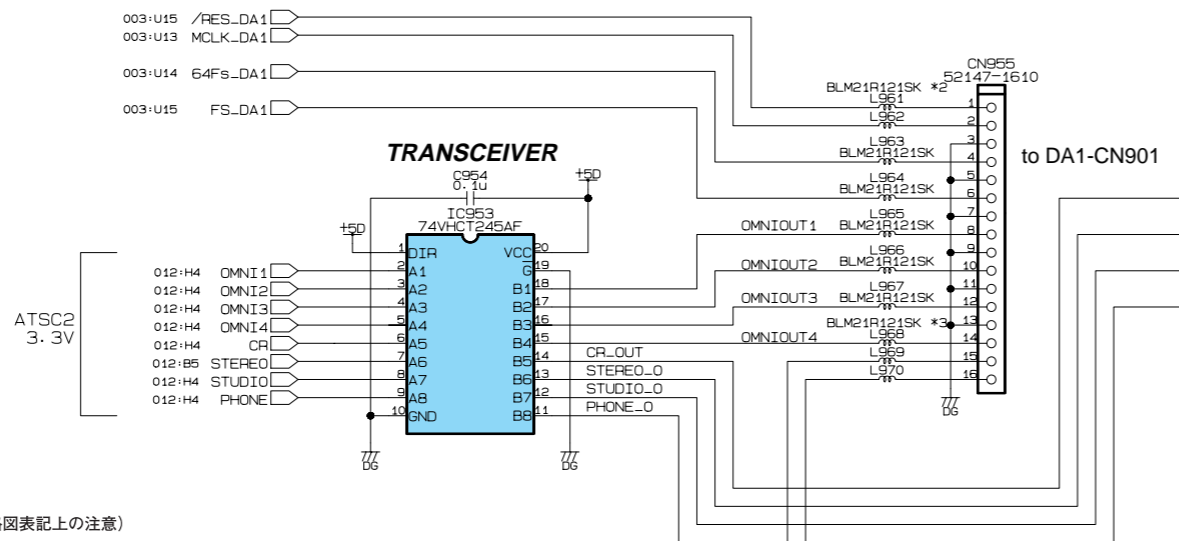 003:U15 /RES_DA1
003:U13 MCLK_DA1
003:U14 64Fs_DA1
003:U15 FS_DA1
TRANSCEIVER
C954
0.1u
+5D
+5D
IC953
74VHCT245AF
1 DIR VCC 20
2 A1 G 19
3 A2 B1 18
4 A3 B2 17
5 A4 B3 16
6 A5 B4 15
7 A6 B5 14
8 A7 B6 13
9 A8 B7 12
10 GND B8 11
ATSC2
3.3V
012:H4 OMNI1
012:H4 OMNI2
012:H4 OMNI3
012:H4 OMNI4
012:H4 CR
012:B5 STEREO
012:H4 STUDIO
012:H4 PHONE
DG
DG
OMNIOUT1
OMNIOUT2
OMNIOUT3
OMNIOUT4
CR_OUT
STEREO_O
STUDIO_O
PHONE_O
CN955
52147-1610
BLM21R121SK *2
L961
L962
L963
BLM21R121SK
L964
BLM21R121SK
L965
BLM21R121SK
L966
BLM21R121SK
L967
BLM21R121SK
BLM21R121SK *3
L968
L969
L970
1
2
3
4
5
6
7
8
9
10
11
12
13
14
15
16
DG
to DA1-CN901
図表記上の注意)